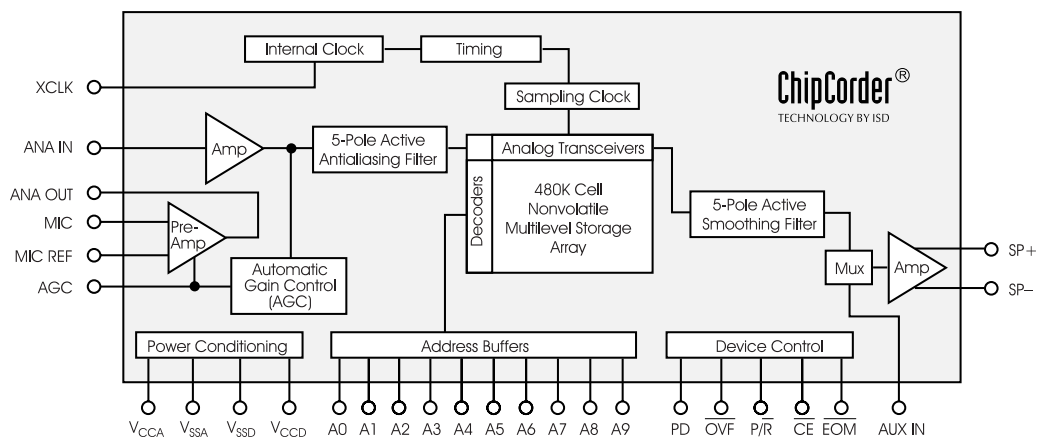 Internal Clock
Timing
XCLK
Sampling Clock
ChipCorder®
TECHNOLOGY BY ISD
ANA IN
Amp
5-Pole Active
Antialiasing Filter
Decoders
Analog Transceivers
480K Cell
Nonvolatile
Multilevel Storage
Array
ANA OUT
MIC
Pre-
Amp
MIC REF
AGC
Automatic
Gain Control
(AGC)
5-Pole Active
Smoothing Filter
Mux
Amp
SP+
SP–
Power Conditioning
Address Buffers
Device Control
VCCA
VSSA
VSSD
VCCD
A0
A1
A2
A3
A4
A5
A6
A7
A8
A9
PD
O̅V̅F̅
P/R̅
C̅E̅
E̅O̅M̅
AUX IN